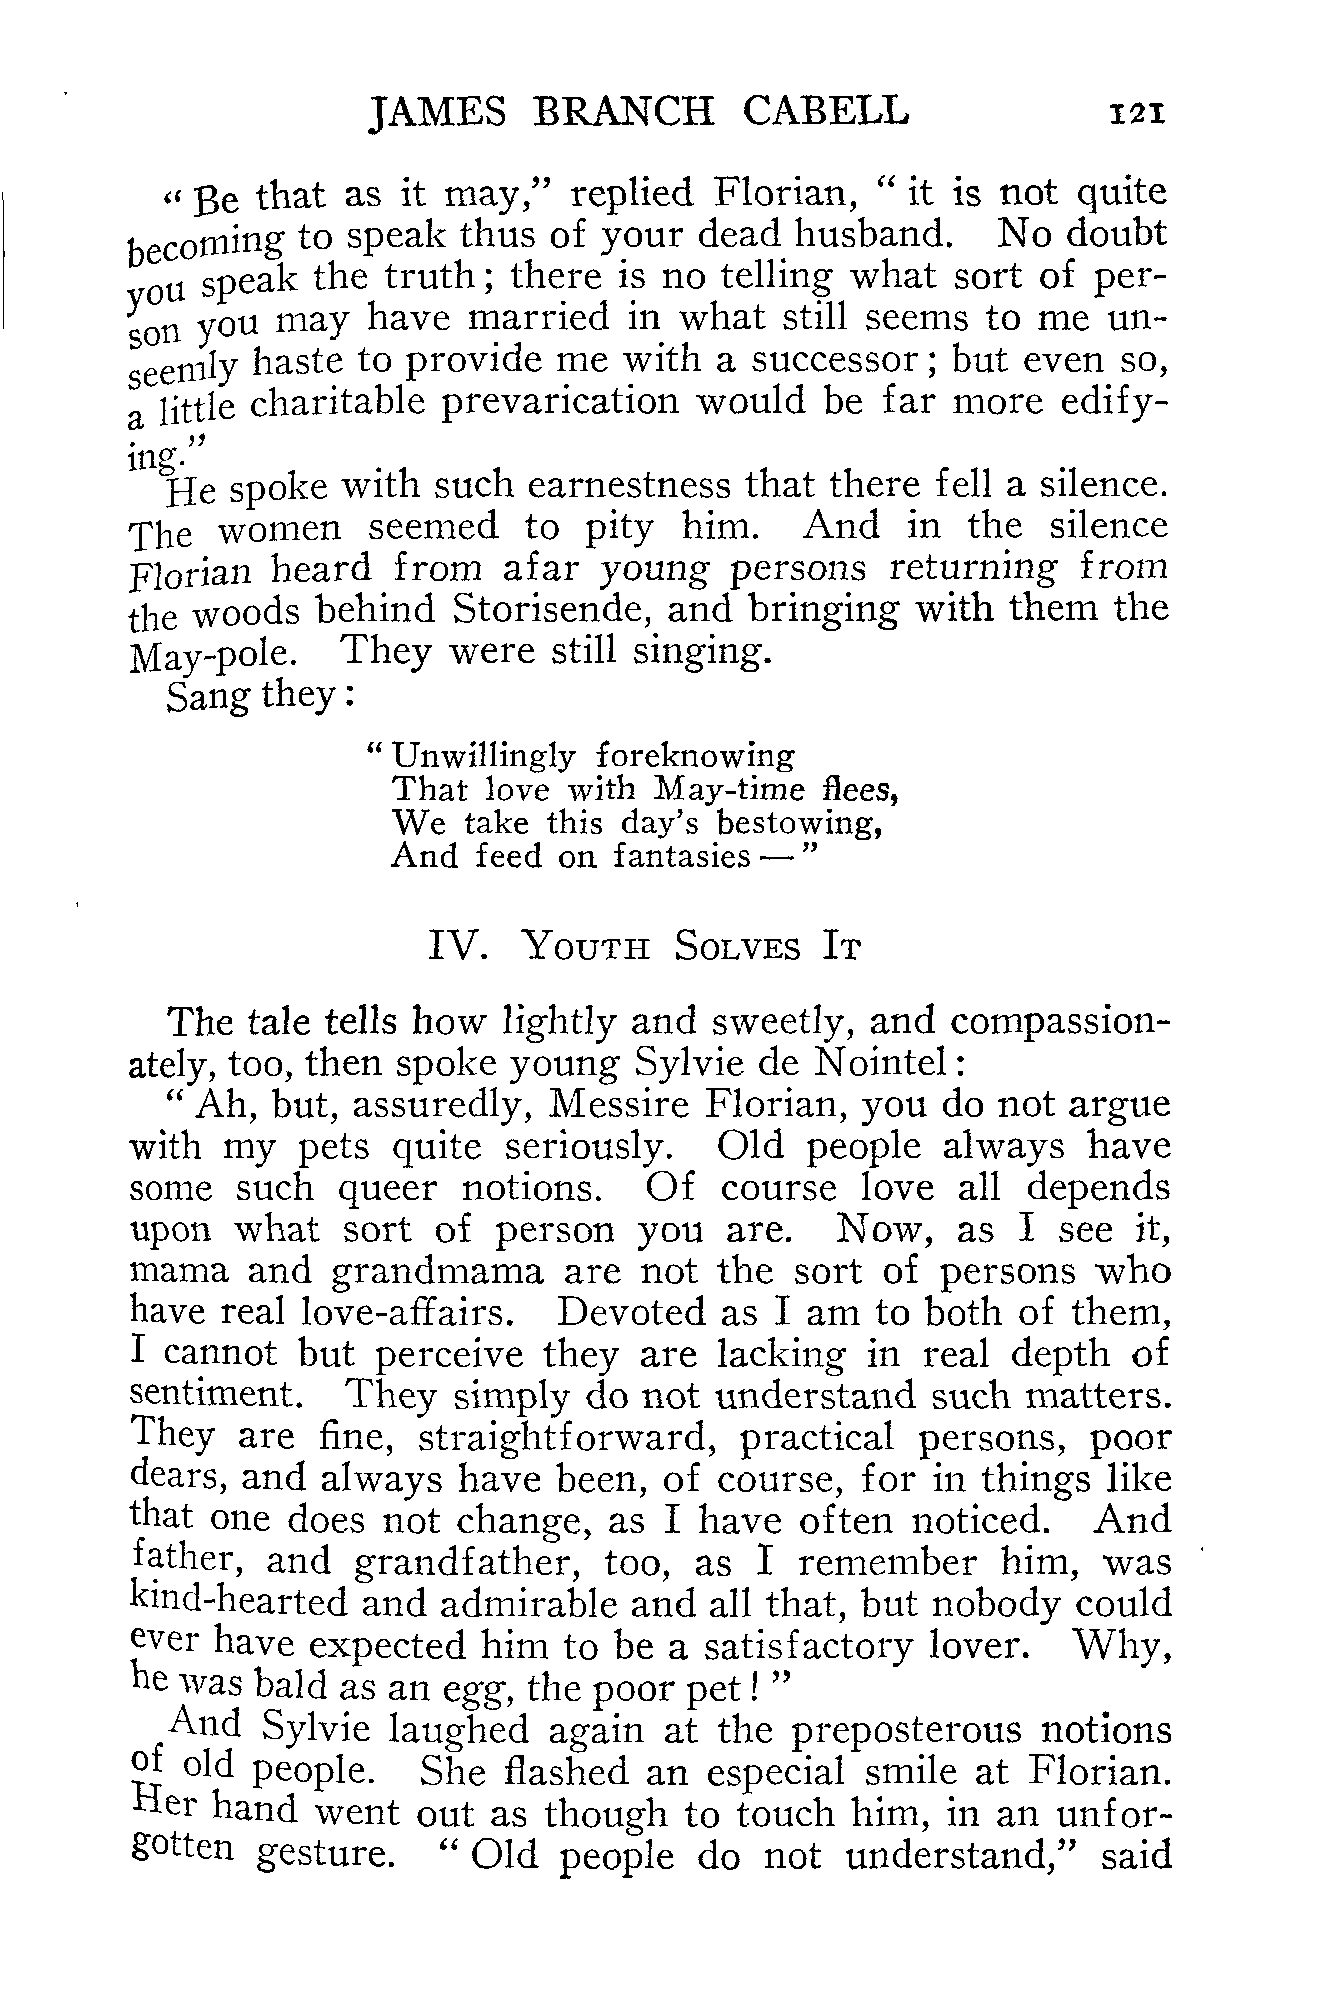 JAMES BRANCH CABELL 121
“ Be that as it may,” replied Florian, “ it is not quite
becoming to speak thus of your dead husband. No doubt
you speak the truth; there is no telling what sort of per-
son you may have married in what still seems to me un-
seemly haste to provide me with a successor; but even so,
a little charitable prevarication would be far more edify-
ing.”
He spoke with such earnestness that there fell a silence.
The women seemed to pity him. And in the silence
Florian heard from afar young persons returning from
the woods behind Storisende, and bringing with them the
May-pole. They were still singing.
Sang they:
“ Unwillingly foreknowing
That love with May-time flees,
We take this day’s bestowing,
And feed on fantasies — ”
IV. YOUTH SOLVES IT
The tale tells how lightly and sweetly, and compassion-
ately, too, then spoke young Sylvie de Nointel:
“ Ah, but, assuredly, Messire Florian, you do not argue
with my pets quite seriously. Old people always have
some such queer notions. Of course love all depends
upon what sort of person you are. Now, as I see it,
mama and grandmama are not the sort of persons who
have real love-affairs. Devoted as I am to both of them,
I cannot but perceive they are lacking in real depth of
sentiment. They simply do not understand such matters.
They are fine, straightforward, practical persons, poor
dears, and always have been, of course, for in things like
that one does not change, as I have often noticed. And
father, and grandfather, too, as I remember him, was
kind-hearted and admirable and all that, but nobody could
ever have expected him to be a satisfactory lover. Why,
he was bald as an egg, the poor pet! ”
And Sylvie laughed again at the preposterous notions
of old people. She flashed an especial smile at Florian.
Her hand went out as though to touch him, in an unfor-
gotten gesture. “ Old people do not understand,” said